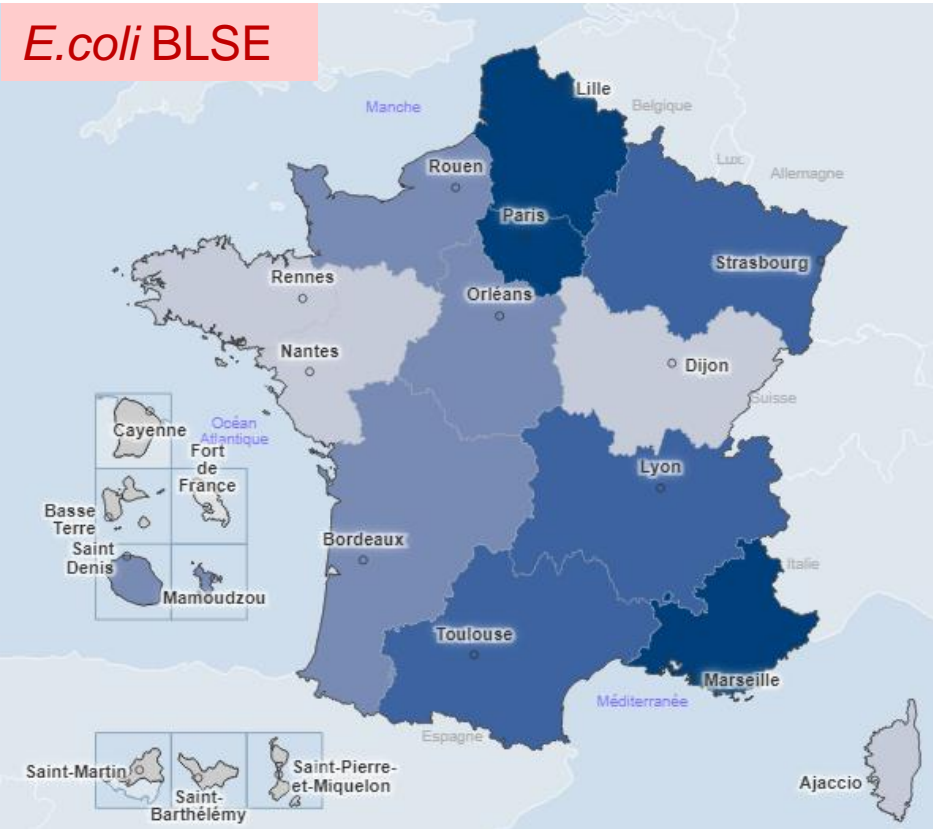 E.coli BLSE
Lille
Manche
Belgique
Rouen
Lux.
Allemagne
Paris
Strasbourg
Rennes
Orléans
Nantes
Dijon
Suisse
Cayenne
Océan
Atlantique
Fort
de
France
Lyon
Basse
Terre
Bordeaux
Saint
Denis
Italie
Mamoudzou
Toulouse
Marseille
Méditerranée
Espagne
Saint-Martin
Saint-Pierre-
et-Miquelon
Ajaccio
Saint-
Barthélémy